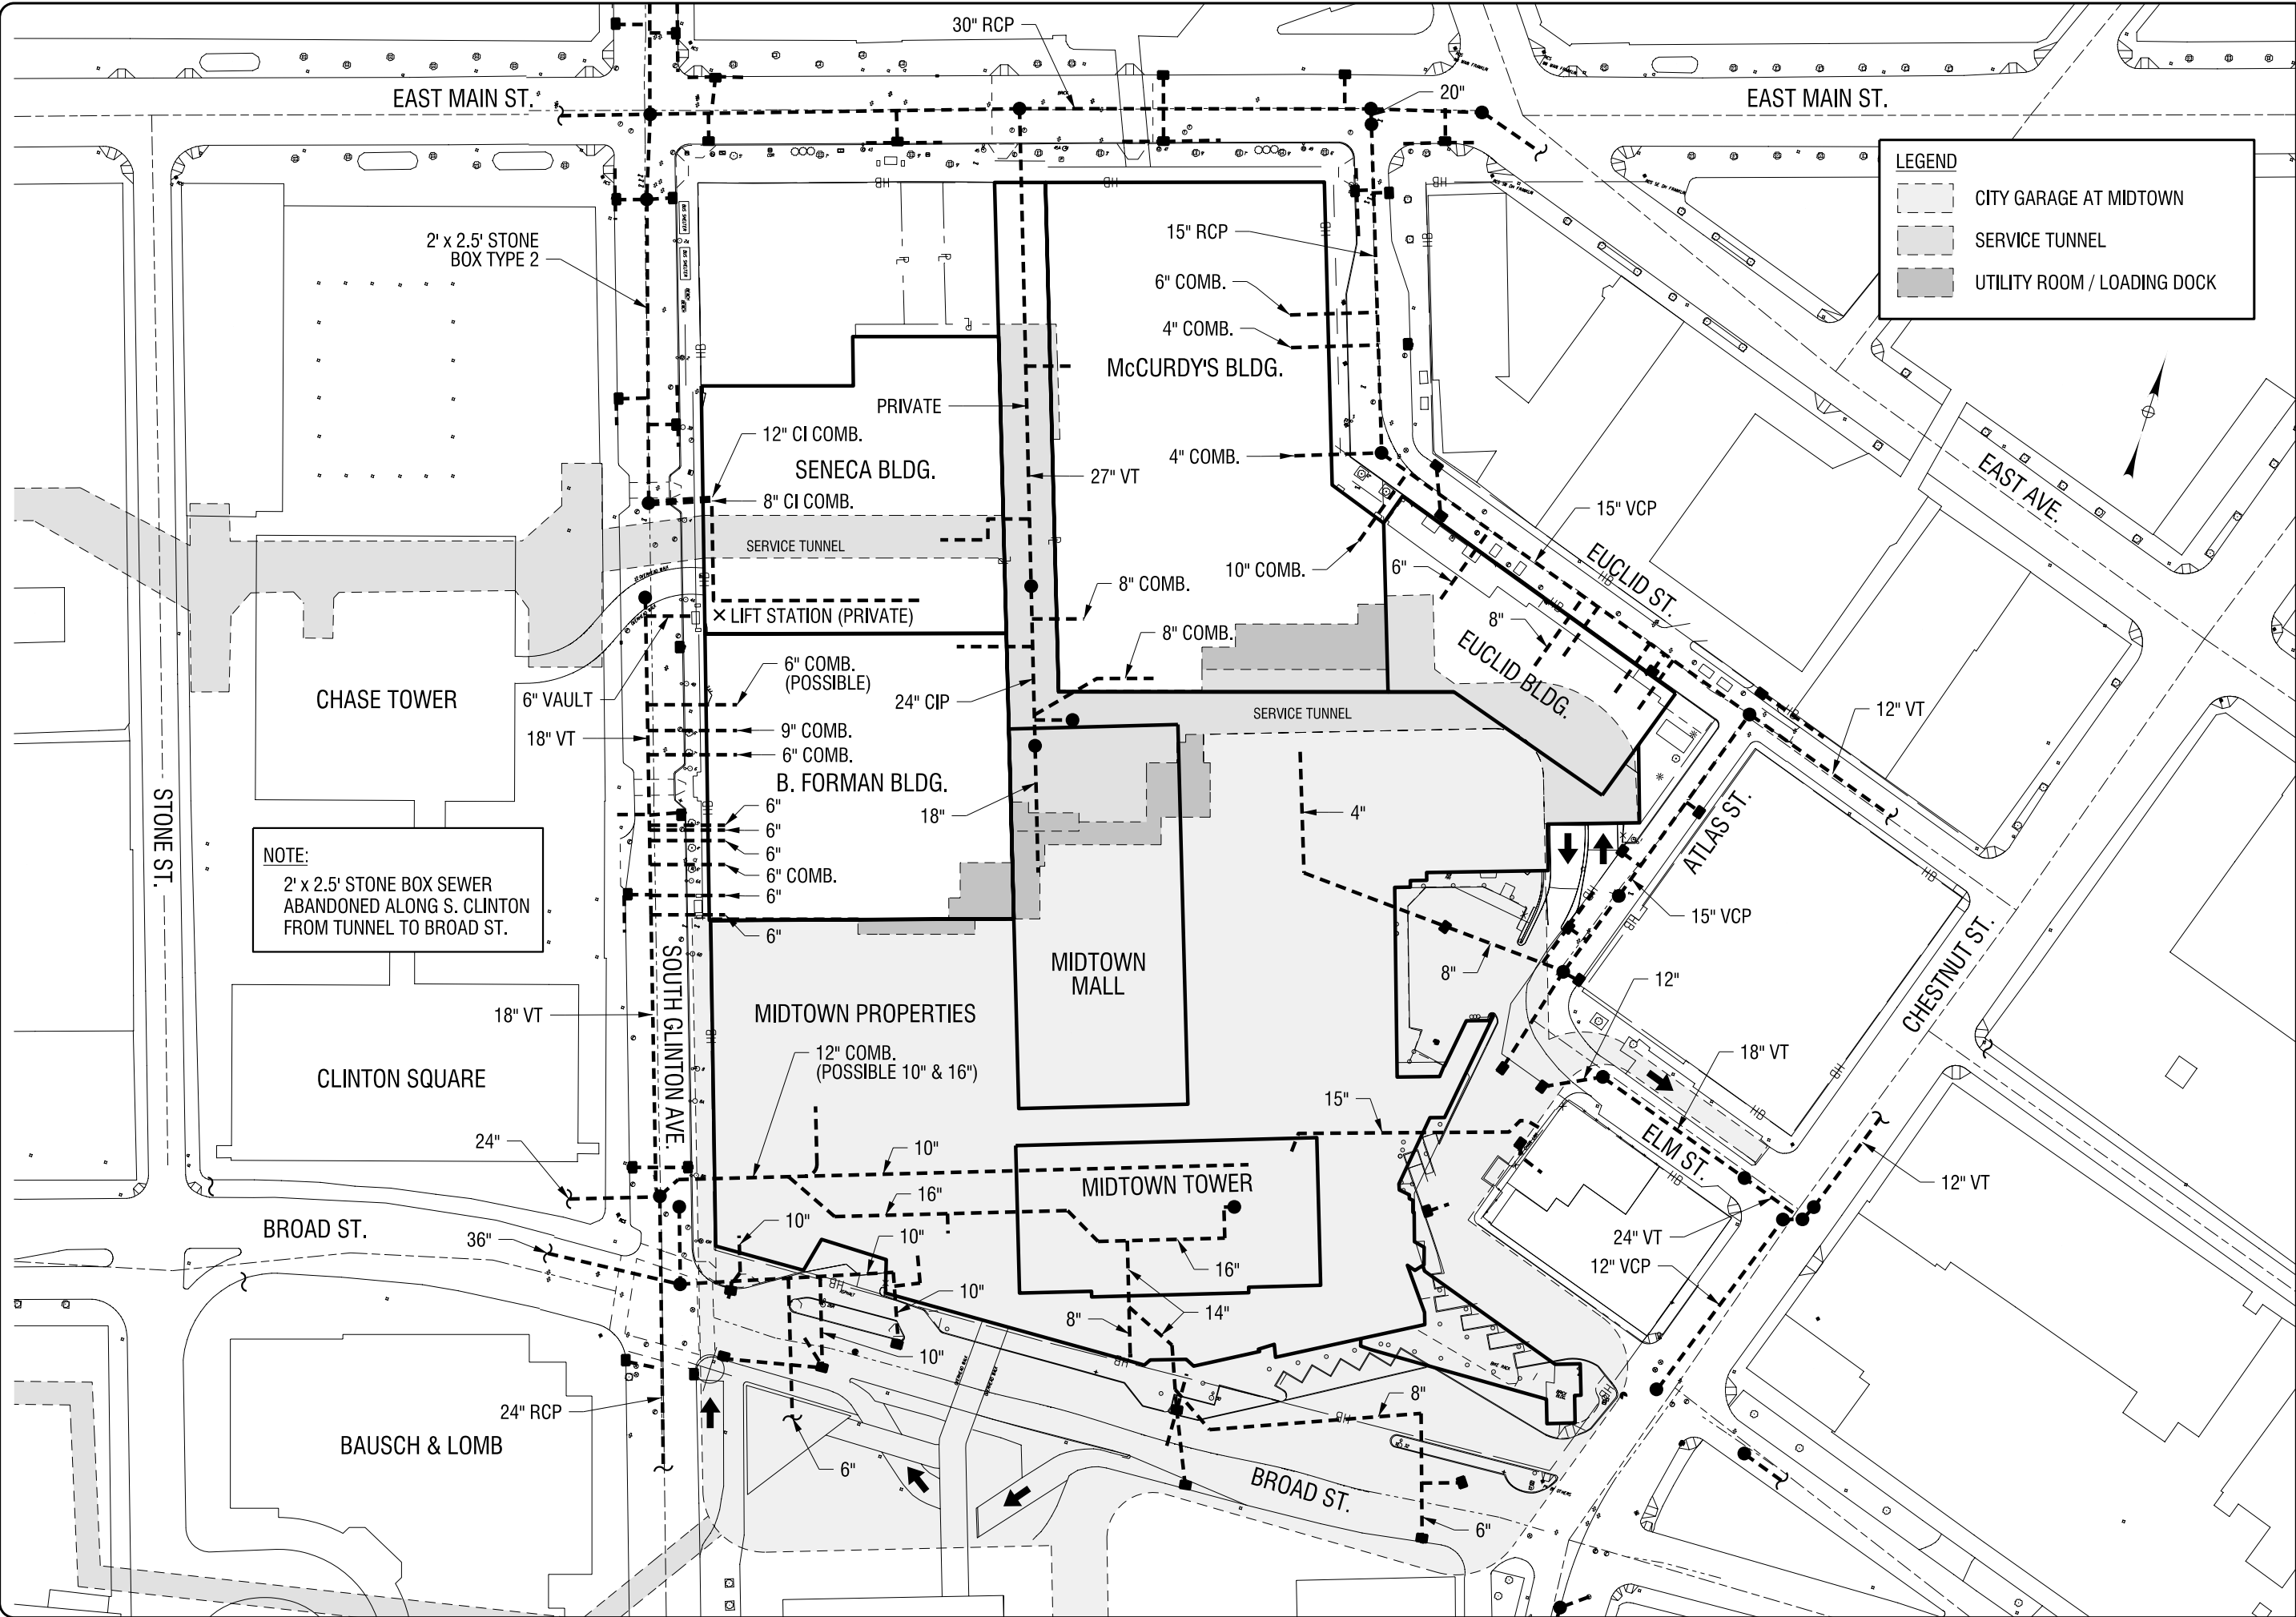 30" RCP
EAST MAIN ST.
20"
EAST MAIN ST.
LEGEND
CITY GARAGE AT MIDTOWN
SERVICE TUNNEL
UTILITY ROOM / LOADING DOCK
2' x 2.5' STONE
BOX TYPE 2
15" RCP
6" COMB.
4" COMB.
McCURDY'S BLDG.
PRIVATE
12" CI COMB.
SENECA BLDG.
4" COMB.
27" VT
8" CI COMB.
EAST AVE.
15" VCP
SERVICE TUNNEL
EUCLID ST.
10" COMB.
6"
8" COMB.
× LIFT STATION (PRIVATE)
8"
8" COMB.
EUCLID BLDG.
6" COMB.
(POSSIBLE)
CHASE TOWER
6" VAULT
24" CIP
SERVICE TUNNEL
12" VT
18" VT
9" COMB.
6" COMB.
B. FORMAN BLDG.
STONE ST.
6"
6"
6"
6" COMB.
6"
6"
18"
4"
ATLAS ST.
NOTE:
2' x 2.5' STONE BOX SEWER
ABANDONED ALONG S. CLINTON
FROM TUNNEL TO BROAD ST.
15" VCP
SOUTH CLINTON AVE.
MIDTOWN
MALL
8"
12"
CHESTNUT ST.
18" VT
MIDTOWN PROPERTIES
12" COMB.
(POSSIBLE 10" & 16")
18" VT
CLINTON SQUARE
15"
ELM ST.
24"
10"
MIDTOWN TOWER
12" VT
16"
BROAD ST.
36"
10"
10"
24" VT
12" VCP
16"
10"
8"
14"
10"
24" RCP
8"
BAUSCH & LOMB
6"
BROAD ST.
6"